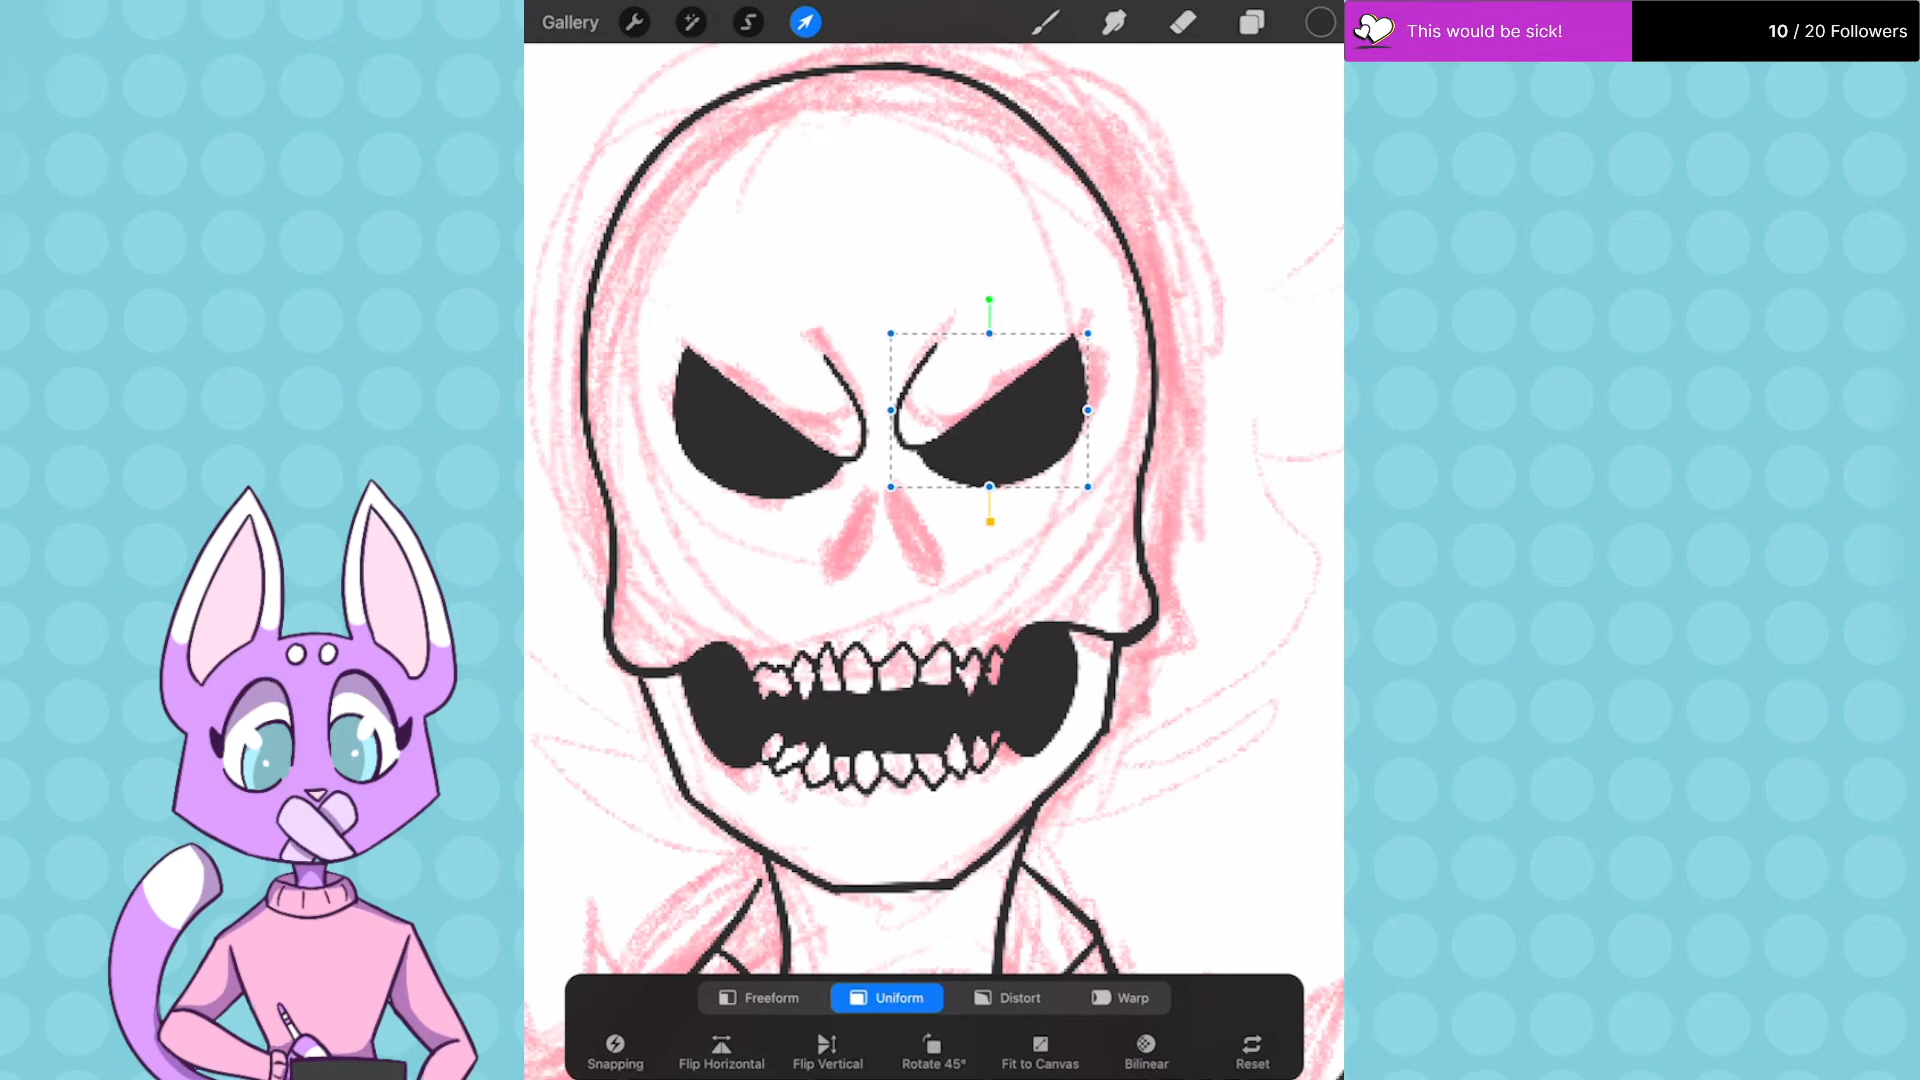 Gallery
This would be sick!
10 / 20 Followers
Freeform
Uniform
Distort
Warp
Snapping
Flip Horizontal
Flip Vertical
Rotate 45°
Fit to Canvas
Bilinear
Reset